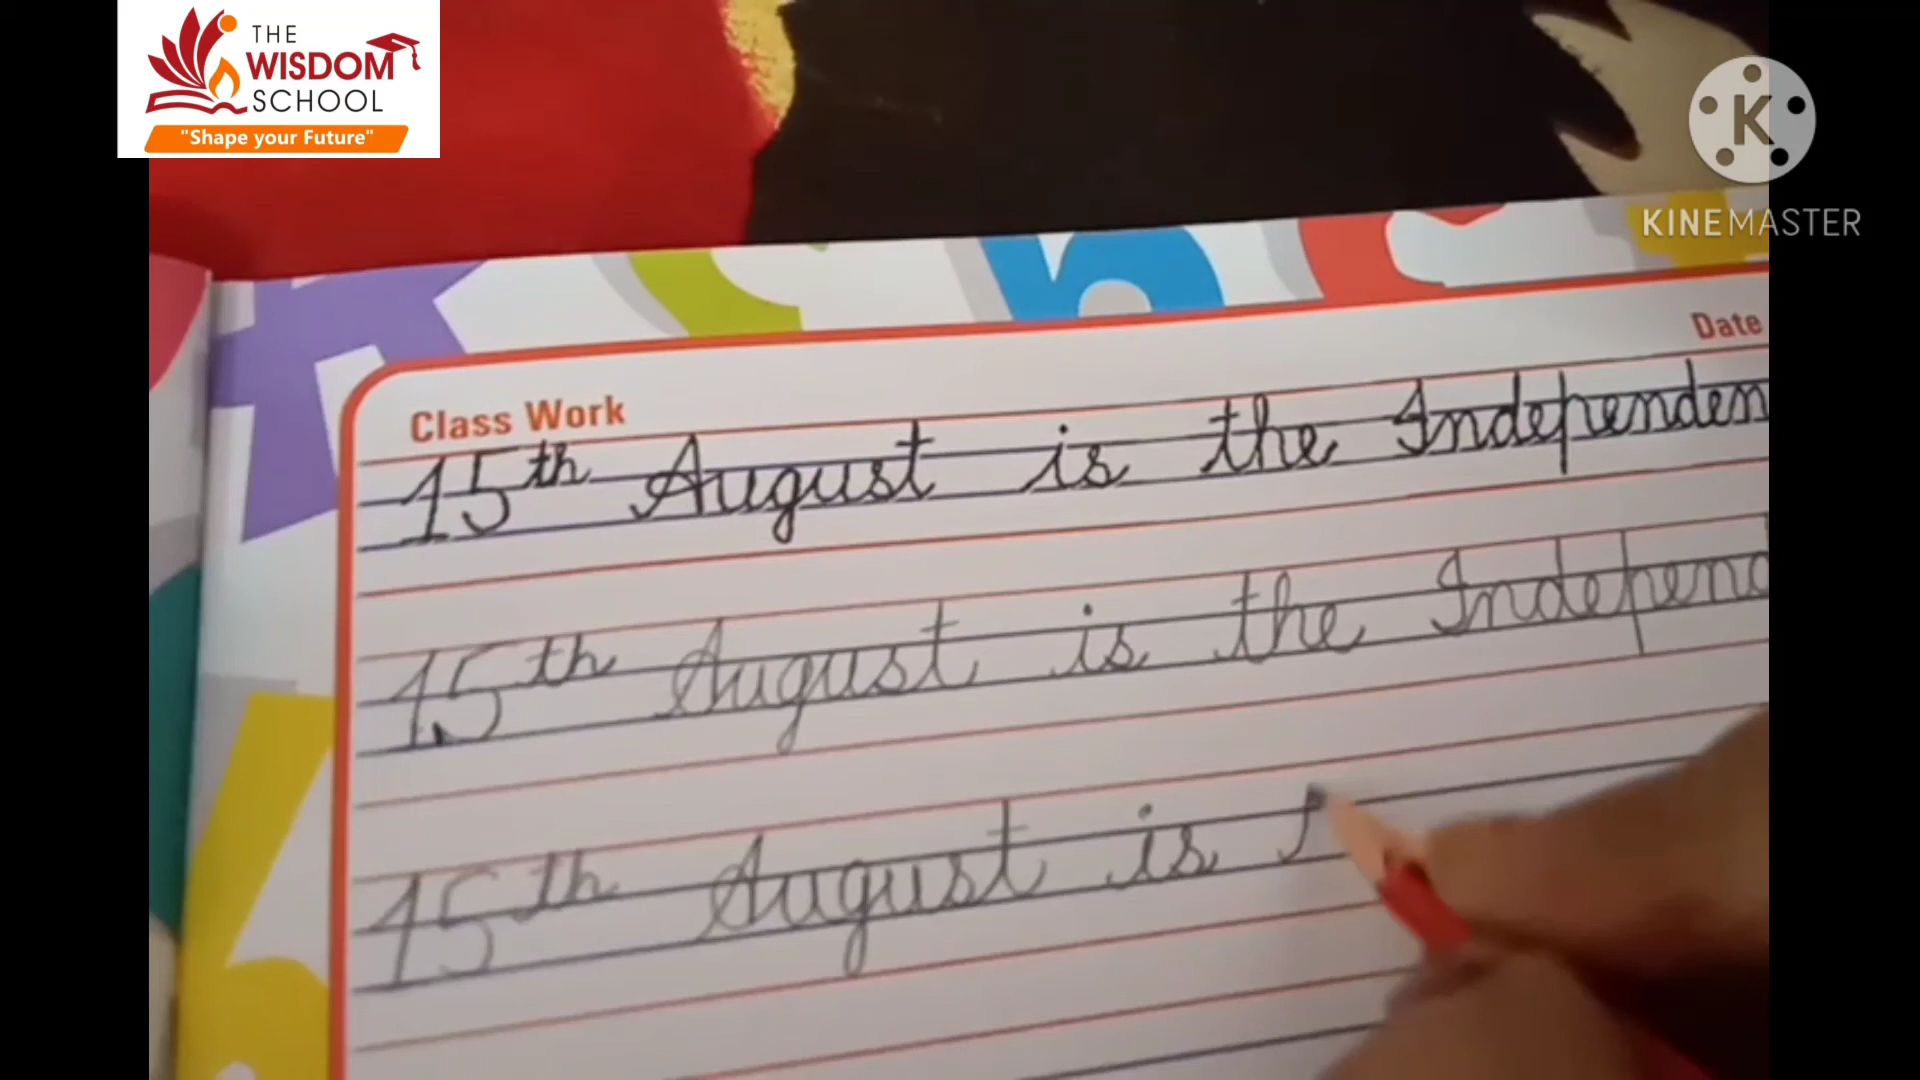 THE
WISDOM
SCHOOL
"Shape your Future"
K
KINEMASTER
Date
Class Work
15th August is the Independen
15th August is the Independ
15th August is